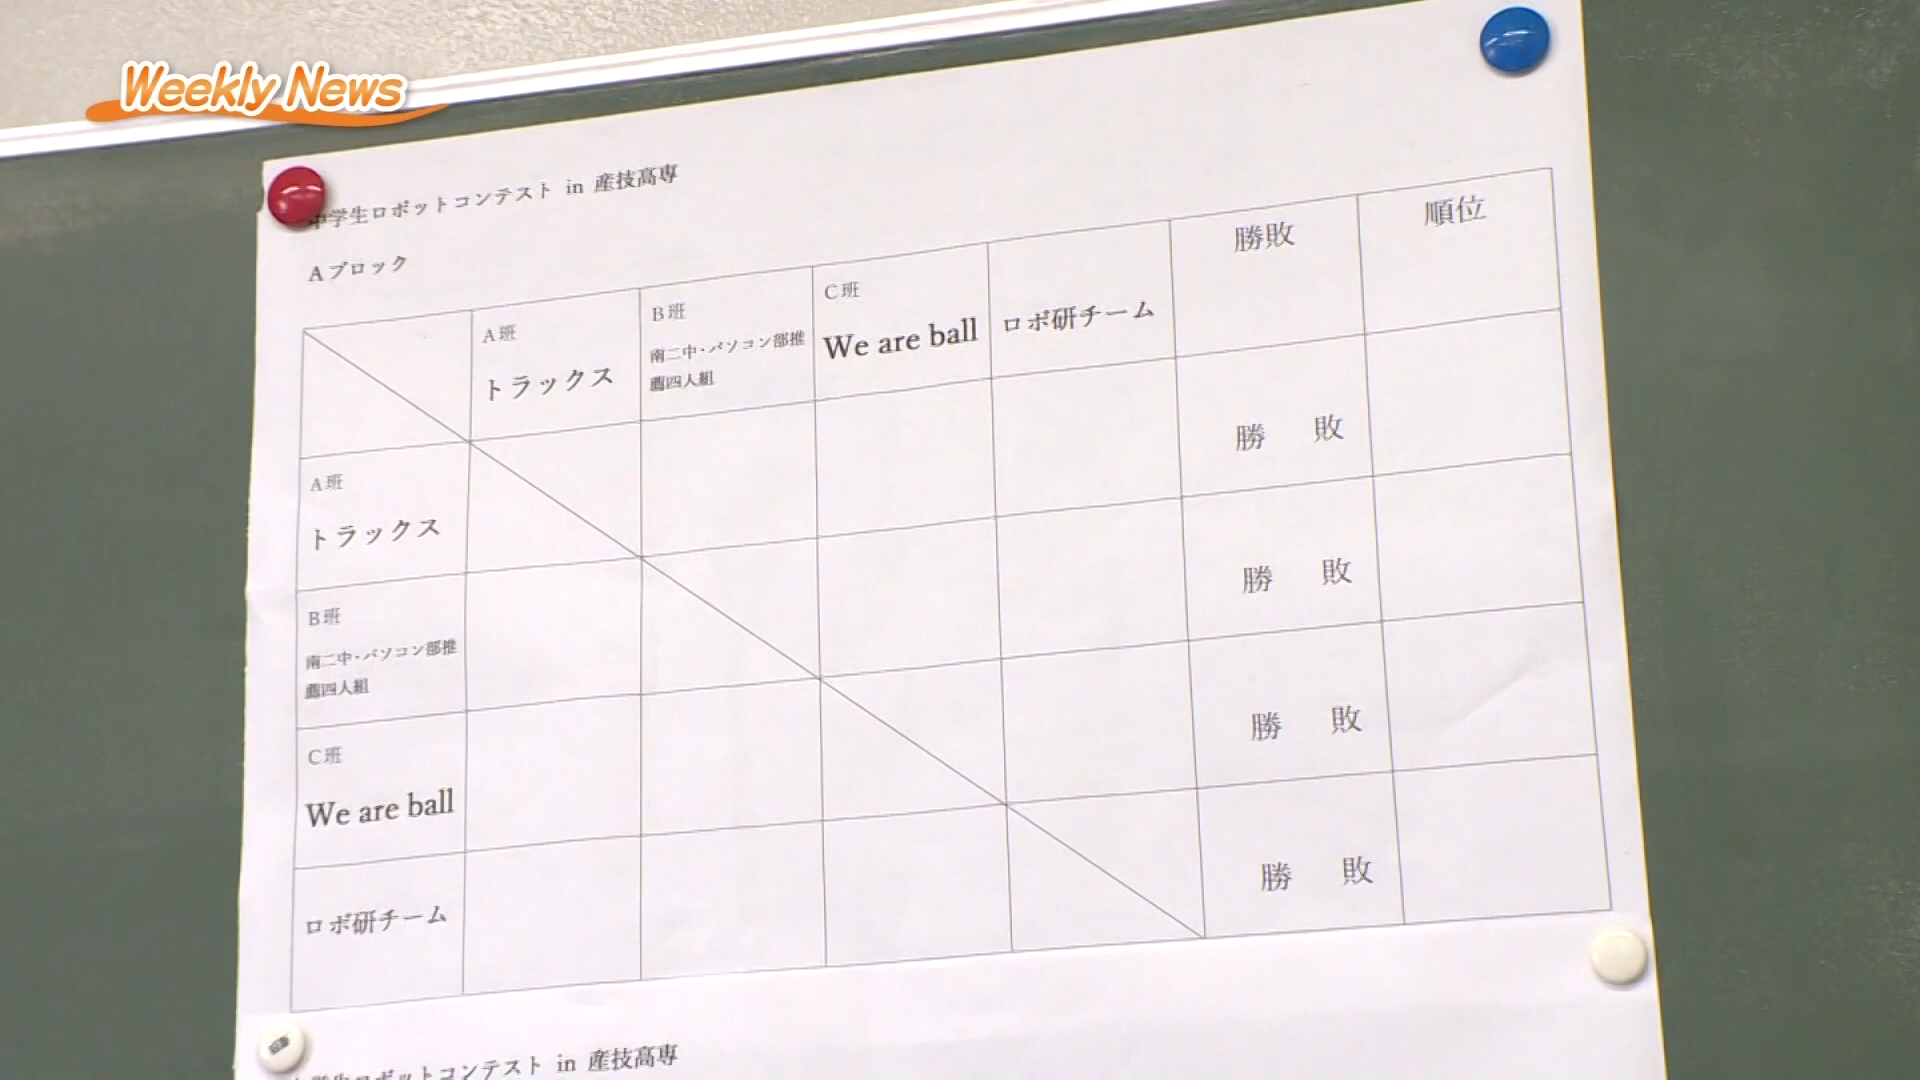 Weekly News
中学生ロボットコンテスト in 産技高専
Aブロック
A班
トラックス
B班
南二中・パソコン部推
薦四人組
C班
We are ball
ロボ研チーム
勝敗
順位
A班
トラックス
勝 敗
B班
南二中・パソコン部推
薦四人組
勝 敗
C班
We are ball
勝 敗
ロボ研チーム
勝 敗
学生ロボットコンテスト in 産技高専